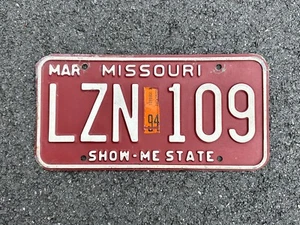 MAR MISSOURI
LZN 94 109
SHOW-ME STATE